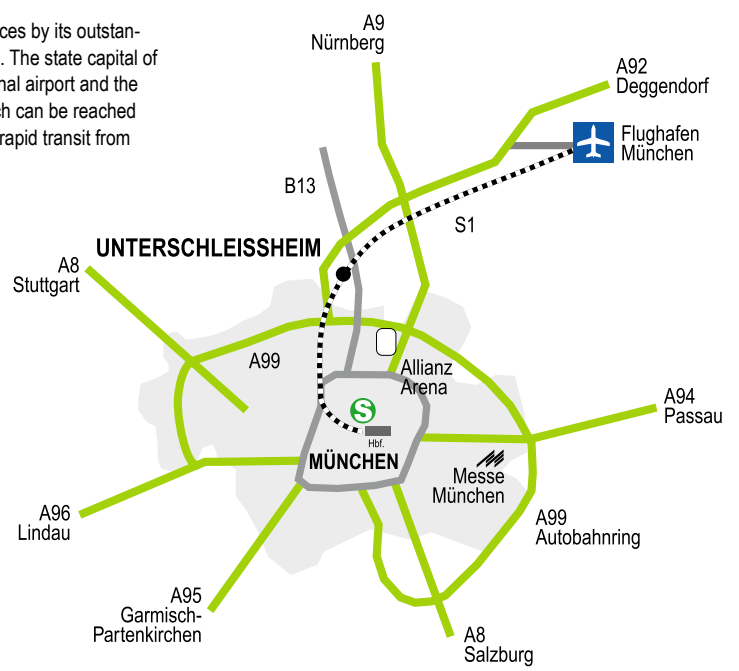 ces by its outstan-
. The state capital of
nal airport and the
ch can be reached
rapid transit from
A9
Nürnberg
A92
Deggendorf
Flughafen
München
B13
S1
UNTERSCHLEISSHEIM
A8
Stuttgart
A99
Allianz
Arena
S
Hbf.
MÜNCHEN
A94
Passau
Messe
München
A99
Autobahnring
A96
Lindau
A95
Garmisch-
Partenkirchen
A8
Salzburg